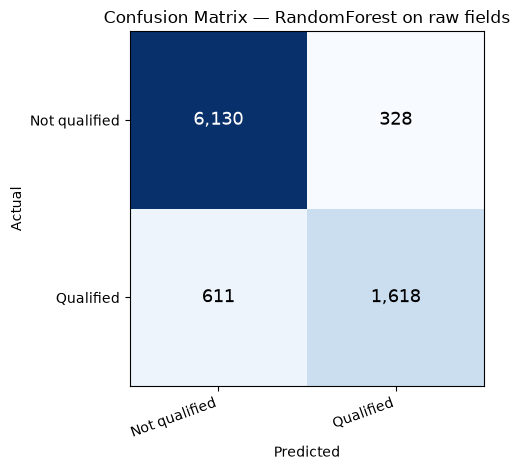 Confusion Matrix — RandomForest on raw fields
Not qualified
6,130
328
Actual
Qualified
611
1,618
Not qualified
Qualified
Predicted